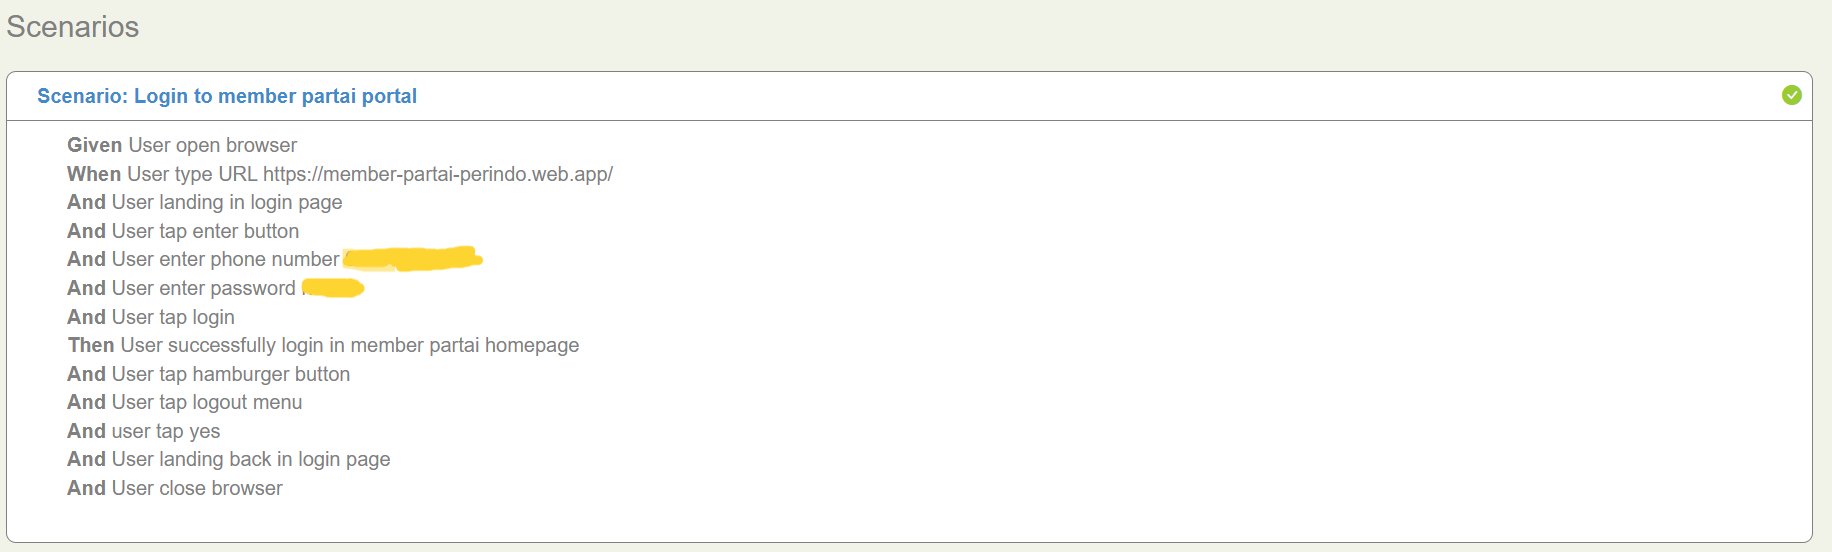 Scenarios
Scenario: Login to member partai portal
Given User open browser
When User type URL https://member-partai-perindo.web.app/
And User landing in login page
And User tap enter button
And User enter phone number
And User enter password
And User tap login
Then User successfully login in member partai homepage
And User tap hamburger button
And User tap logout menu
And user tap yes
And User landing back in login page
And User close browser